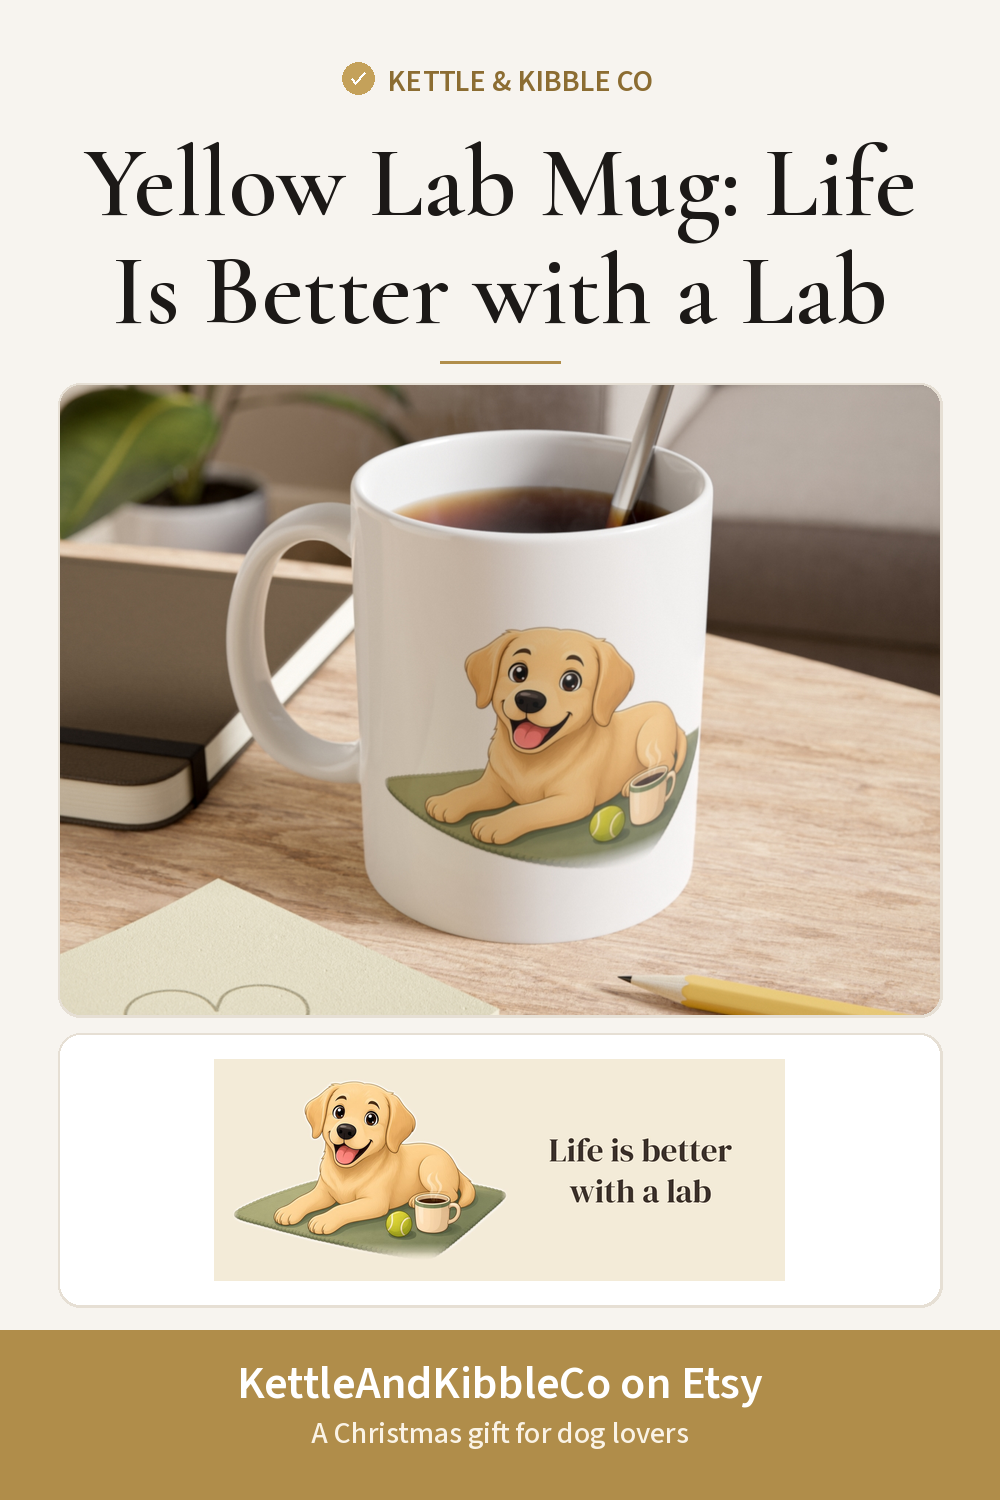 KETTLE & KIBBLE CO
Yellow Lab Mug: Life
Is Better with a Lab
Life is better
with a lab
KettleAndKibbleCo on Etsy
A Christmas gift for dog lovers